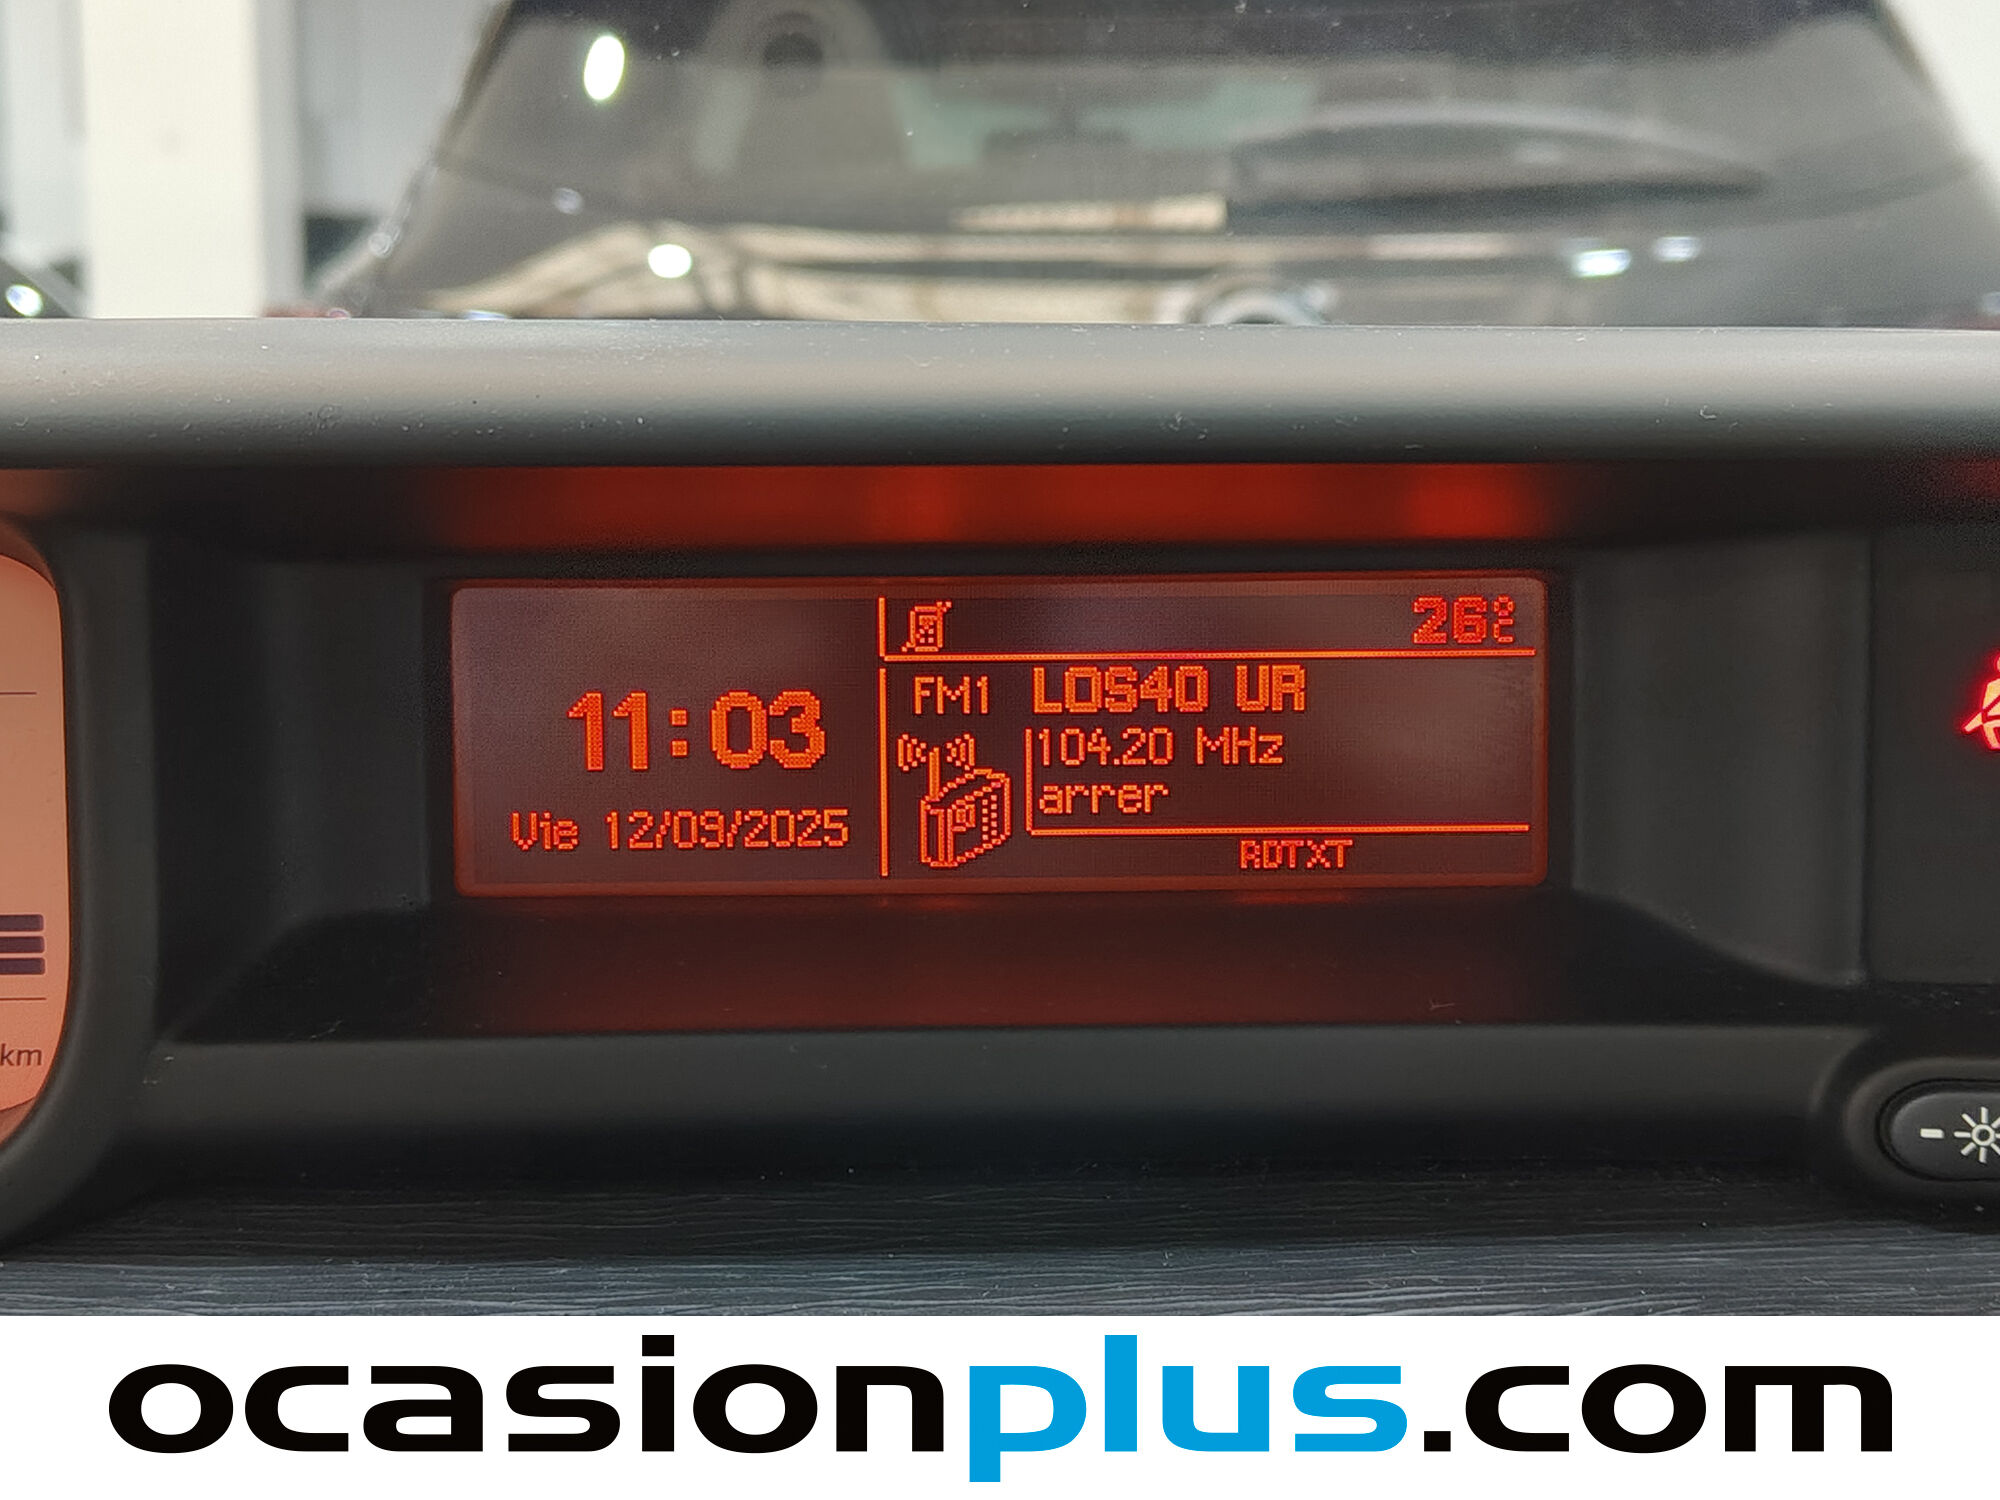 26°C
FM1 LOS40 UR
11:03
104.20 MHz
arrer
Vie 12/09/2025
RDTXT
km
ocasionplus.com